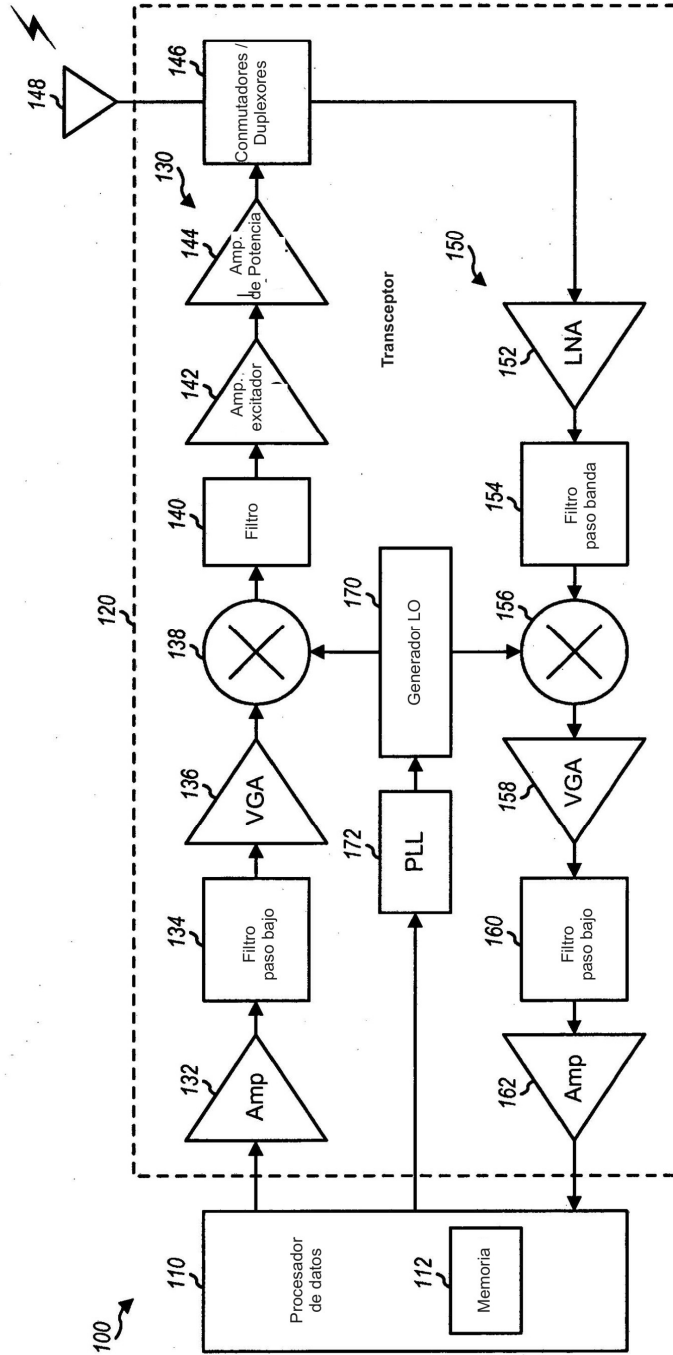 100
110
Procesador
de datos
112
Memoria
120
132
Amp
134
Filtro
paso bajo
136
VGA
138
140
Filtro
142
Amp.
excitador
144
Amp.
de Potencia
130
146
Conmutadores /
Duplexores
148
Transceptor
172
PLL
170
Generador LO
150
152
LNA
154
Filtro
paso banda
156
158
VGA
160
Filtro
paso bajo
162
Amp